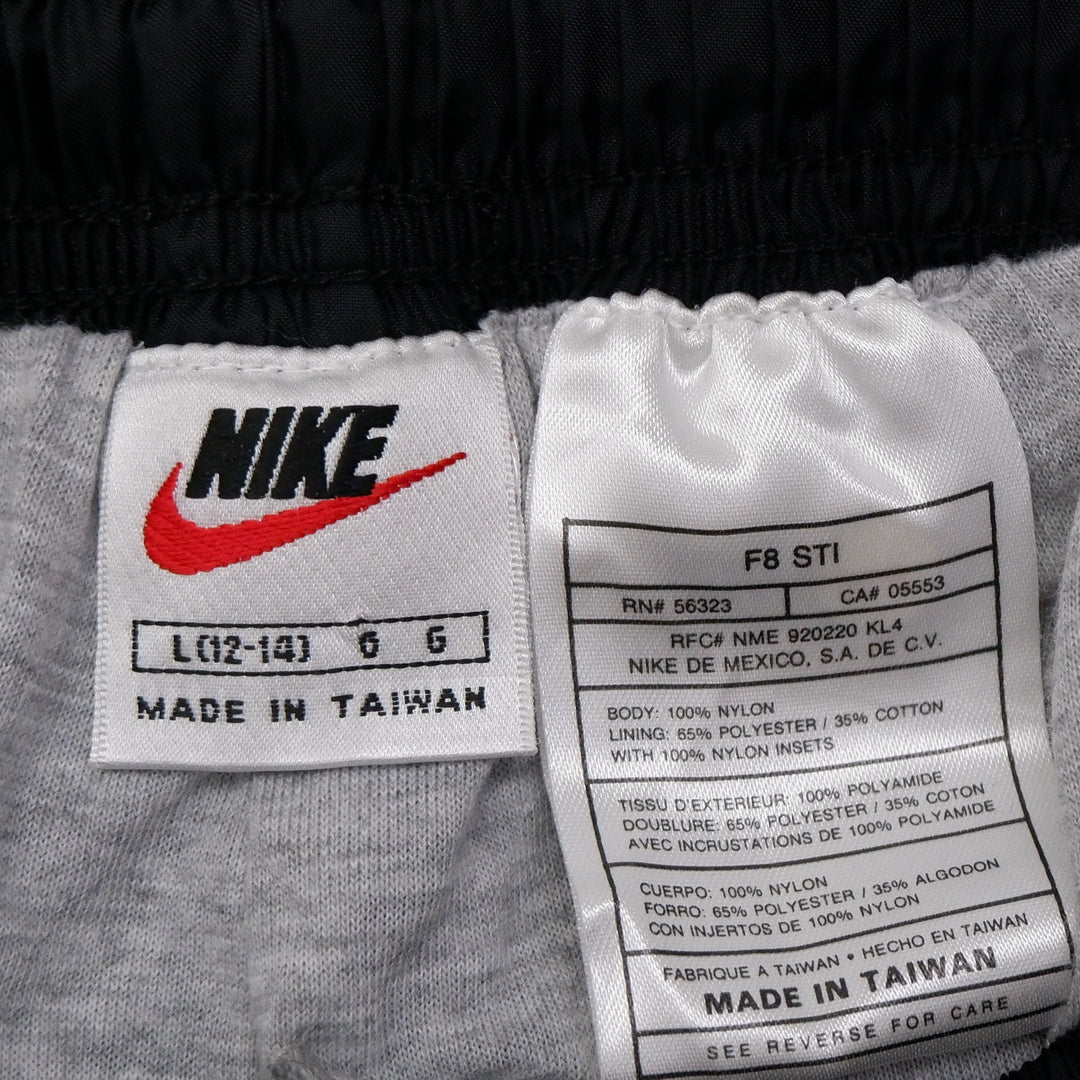 NIKE
L(12-14) G G
MADE IN TAIWAN
F8 STI
RN# 56323 CA# 05553
RFC# NME 920220 KL4
NIKE DE MEXICO, S.A. DE C.V.
BODY: 100% NYLON
LINING: 65% POLYESTER / 35% COTTON
WITH 100% NYLON INSETS
TISSU D'EXTERIEUR: 100% POLYAMIDE
DOUBLURE: 65% POLYESTER / 35% COTON
AVEC INCRUSTATIONS DE 100% POLYAMIDE
CUERPO: 100% NYLON
FORRO: 65% POLYESTER / 35% ALGODON
CON INJERTOS DE 100% NYLON
FABRIQUE A TAIWAN • HECHO EN TAIWAN
MADE IN TAIWAN
SEE REVERSE FOR CARE